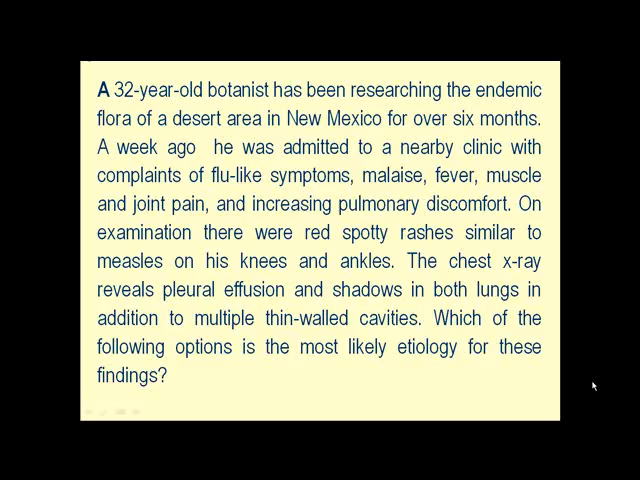 A 32-year-old botanist has been researching the endemic
flora of a desert area in New Mexico for over six months.
A week ago he was admitted to a nearby clinic with
complaints of flu-like symptoms, malaise, fever, muscle
and joint pain, and increasing pulmonary discomfort. On
examination there were red spotty rashes similar to
measles on his knees and ankles. The chest x-ray
reveals pleural effusion and shadows in both lungs in
addition to multiple thin-walled cavities. Which of the
following options is the most likely etiology for these
findings?